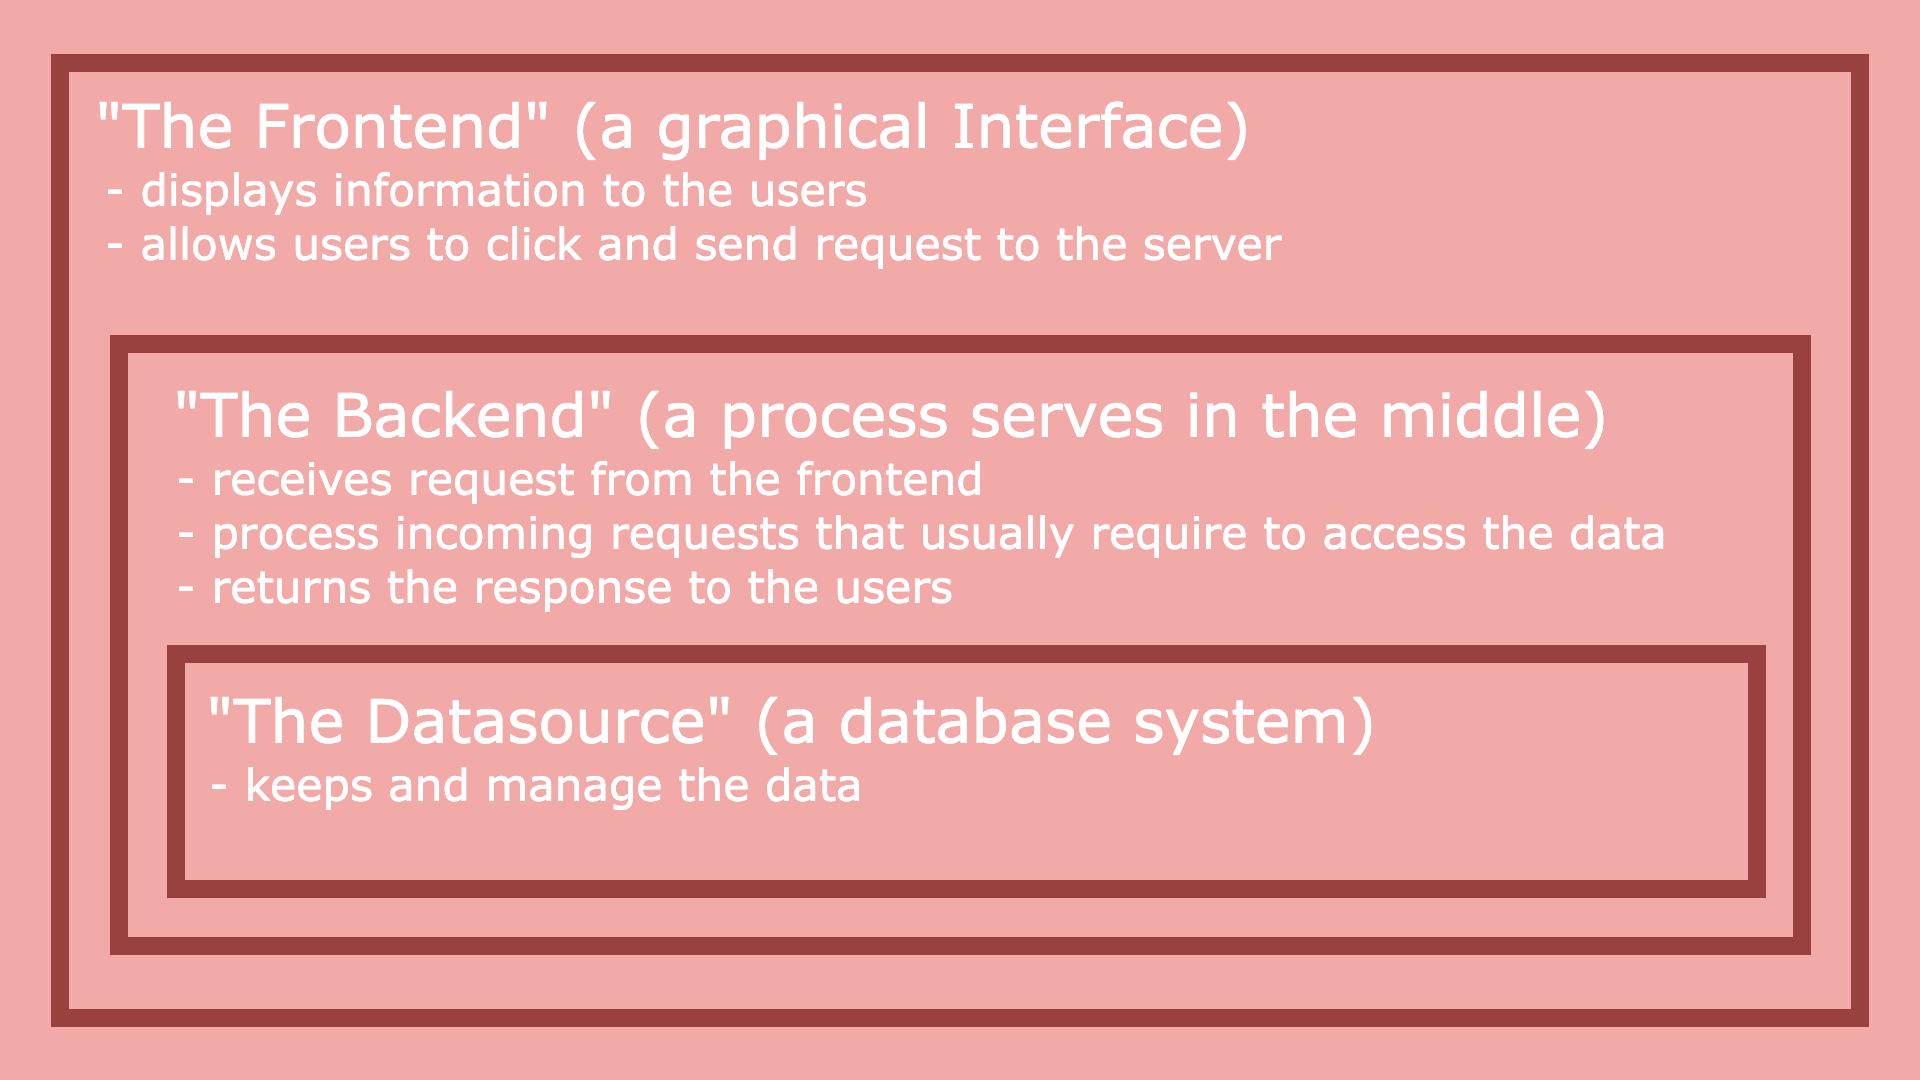 "The Frontend" (a graphical Interface)
- displays information to the users
- allows users to click and send request to the server
"The Backend" (a process serves in the middle)
- receives request from the frontend
- process incoming requests that usually require to access the data
- returns the response to the users
"The Datasource" (a database system)
- keeps and manage the data